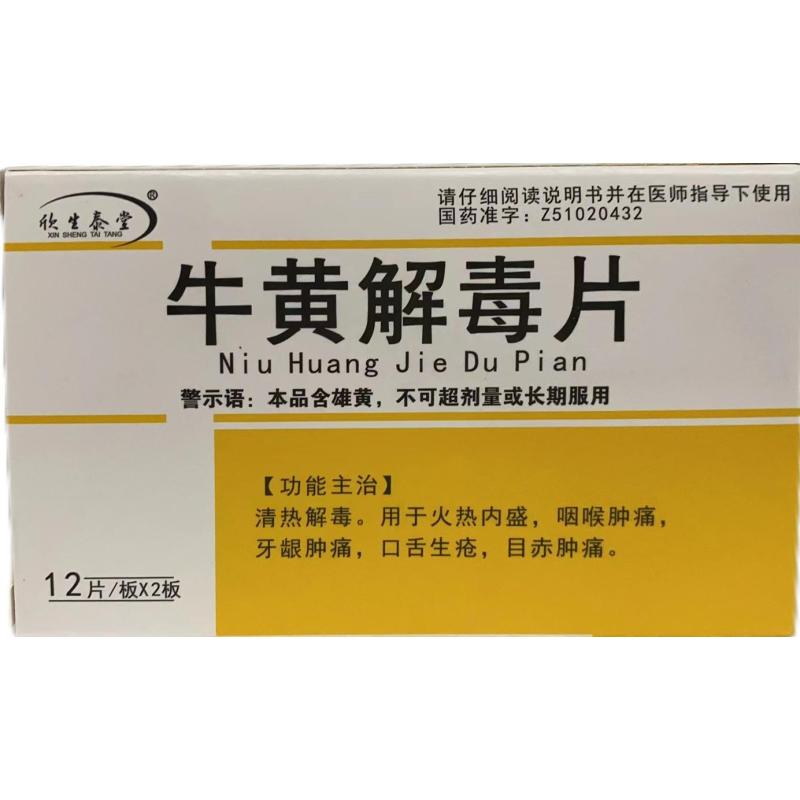 欣生泰堂®
XIN SHENG TAI TANG
请仔细阅读说明书并在医师指导下使用
国药准字：Z51020432
牛黄解毒片
Niu Huang Jie Du Pian
警示语：本品含雄黄，不可超剂量或长期服用
【功能主治】
清热解毒。用于火热内盛，咽喉肿痛，
牙龈肿痛，口舌生疮，目赤肿痛。
12片/板X2板